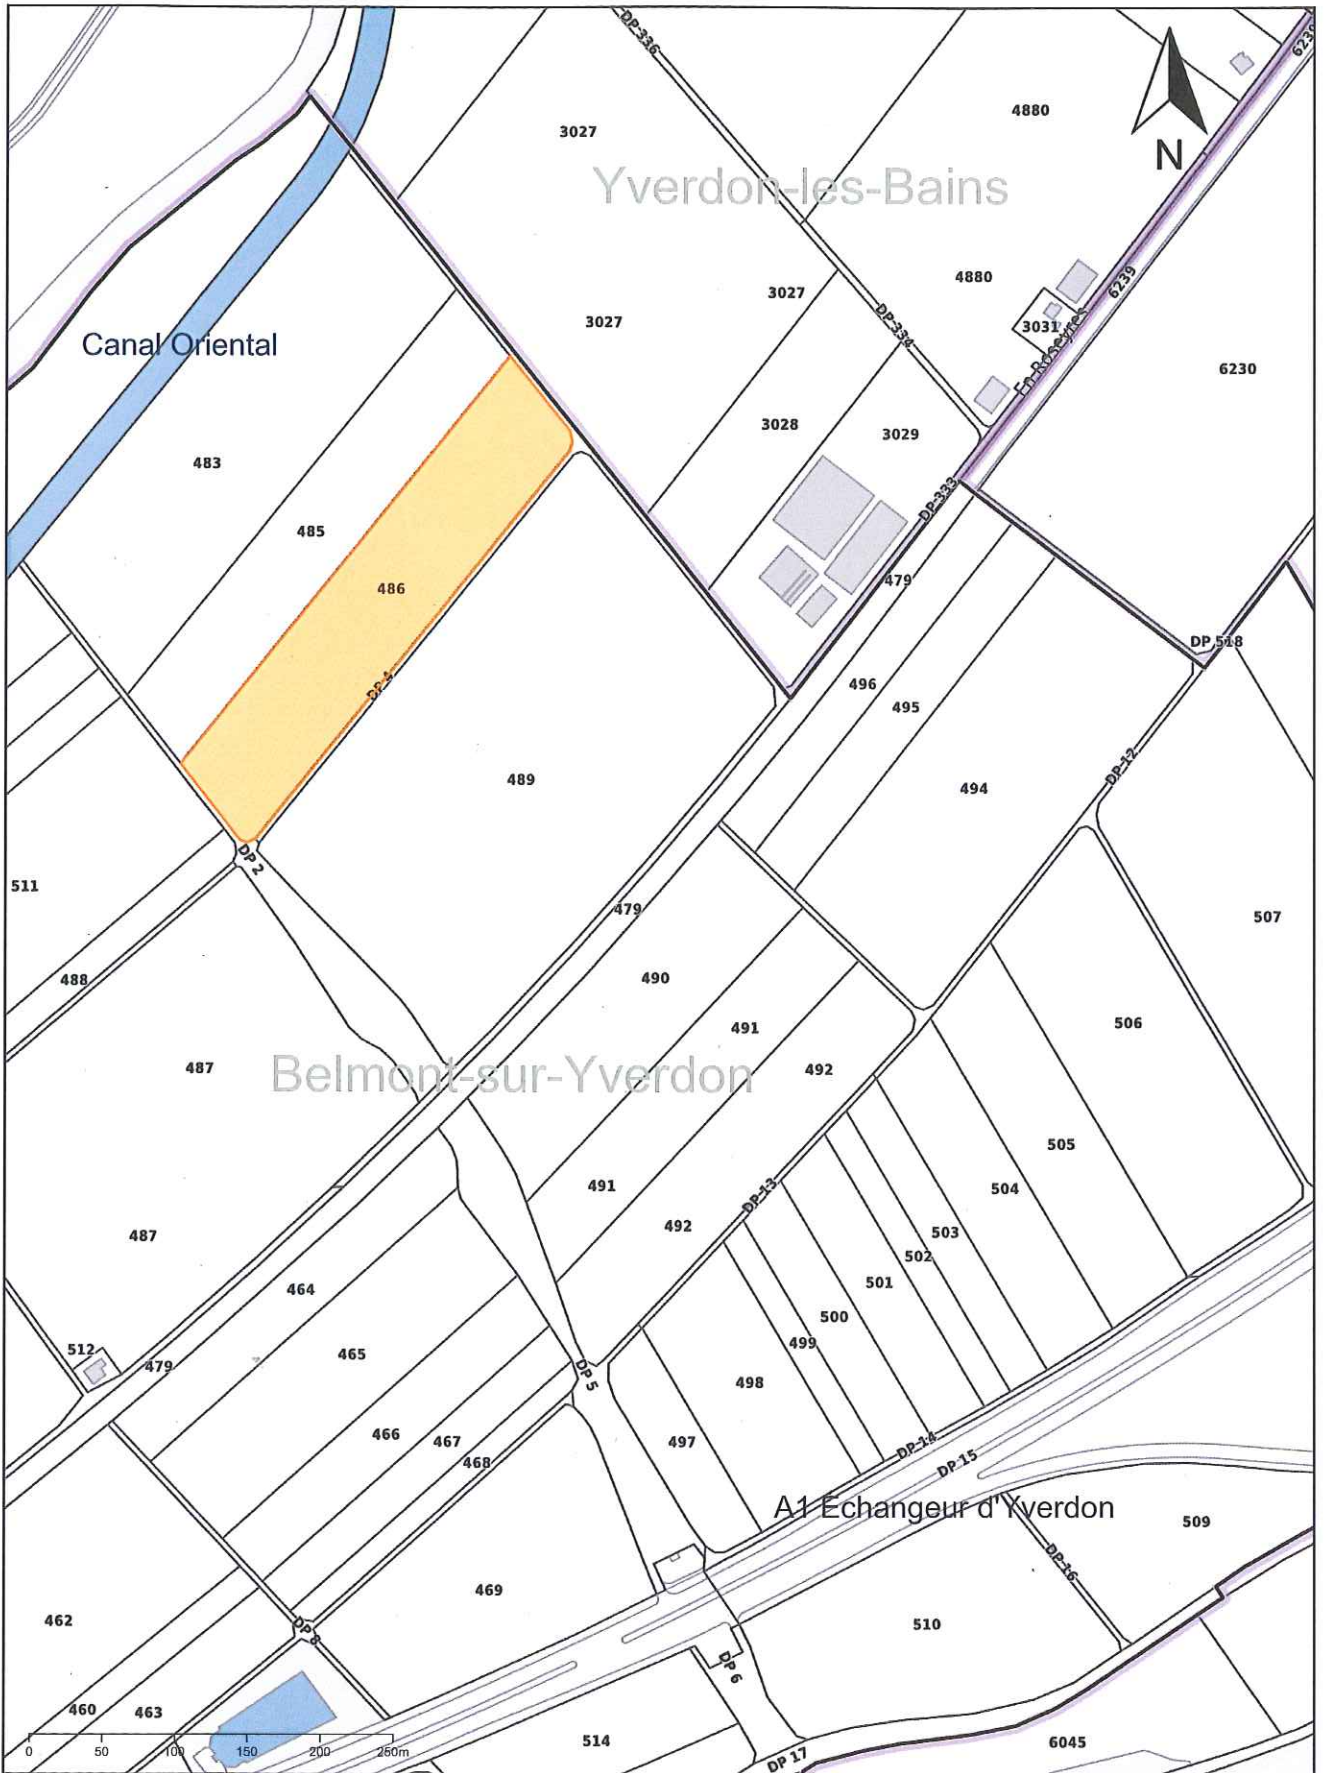 DP 336
6239
4880
3027
N
Yverdon-les-Bains
4880
6239
3027
3027
DP 334
3031
En Roseyres
Canal Oriental
6230
3028
3029
483
DP 333
485
479
486
DP 518
496
DP 4
495
DP 12
489
494
DP 2
511
479
507
488
490
491
506
487
492
Belmont-sur-Yverdon
505
491
504
DP 13
492
503
487
502
464
501
500
499
512
465
479
498
DP 5
466
467
497
DP 14
468
DP 15
A1 Echangeur d'Yverdon
509
DP 16
469
462
510
DP 8
DP 6
460
463
514
6045
0 50 100 150 200 250m
DP 17